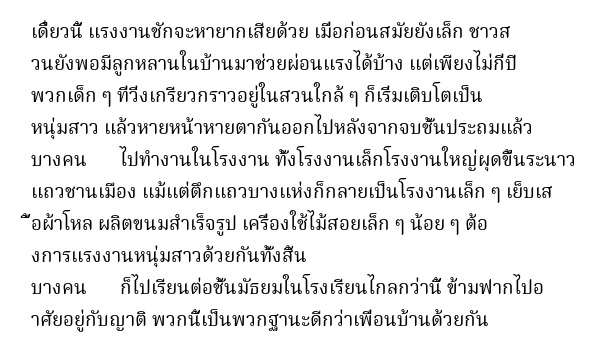 เดี๋ยวนี้ แรงงานชักจะหายากเสียด้วย เมื่อก่อนสมัยยังเล็ก ชาวส
วนยังพอมีลูกหลานในบ้านมาช่วยผ่อนแรงได้บ้าง แต่เพียงไม่กี่ปี
พวกเด็ก ๆ ที่วิ่งเกรียวกราวอยู่ในสวนใกล้ ๆ ก็เริ่มเติบโตเป็น
หนุ่มสาว แล้วหายหน้าหายตากันออกไปหลังจากจบชั้นประถมแล้ว
บางคน ไปทำงานในโรงงาน ทั้งโรงงานเล็กโรงงานใหญ่ผุดขึ้นระนาว
แถวชานเมือง แม้แต่ตึกแถวบางแห่งก็กลายเป็นโรงงานเล็ก ๆ เย็บเส
ื้อผ้าโหล ผลิตขนมสำเร็จรูป เครื่องใช้ไม้สอยเล็ก ๆ น้อย ๆ ต้อ
งการแรงงานหนุ่มสาวด้วยกันทั้งสิ้น
บางคน ก็ไปเรียนต่อชั้นมัธยมในโรงเรียนไกลกว่านี้ ข้ามฟากไปอ
าศัยอยู่กับญาติ พวกนี้เป็นพวกฐานะดีกว่าเพื่อนบ้านด้วยกัน